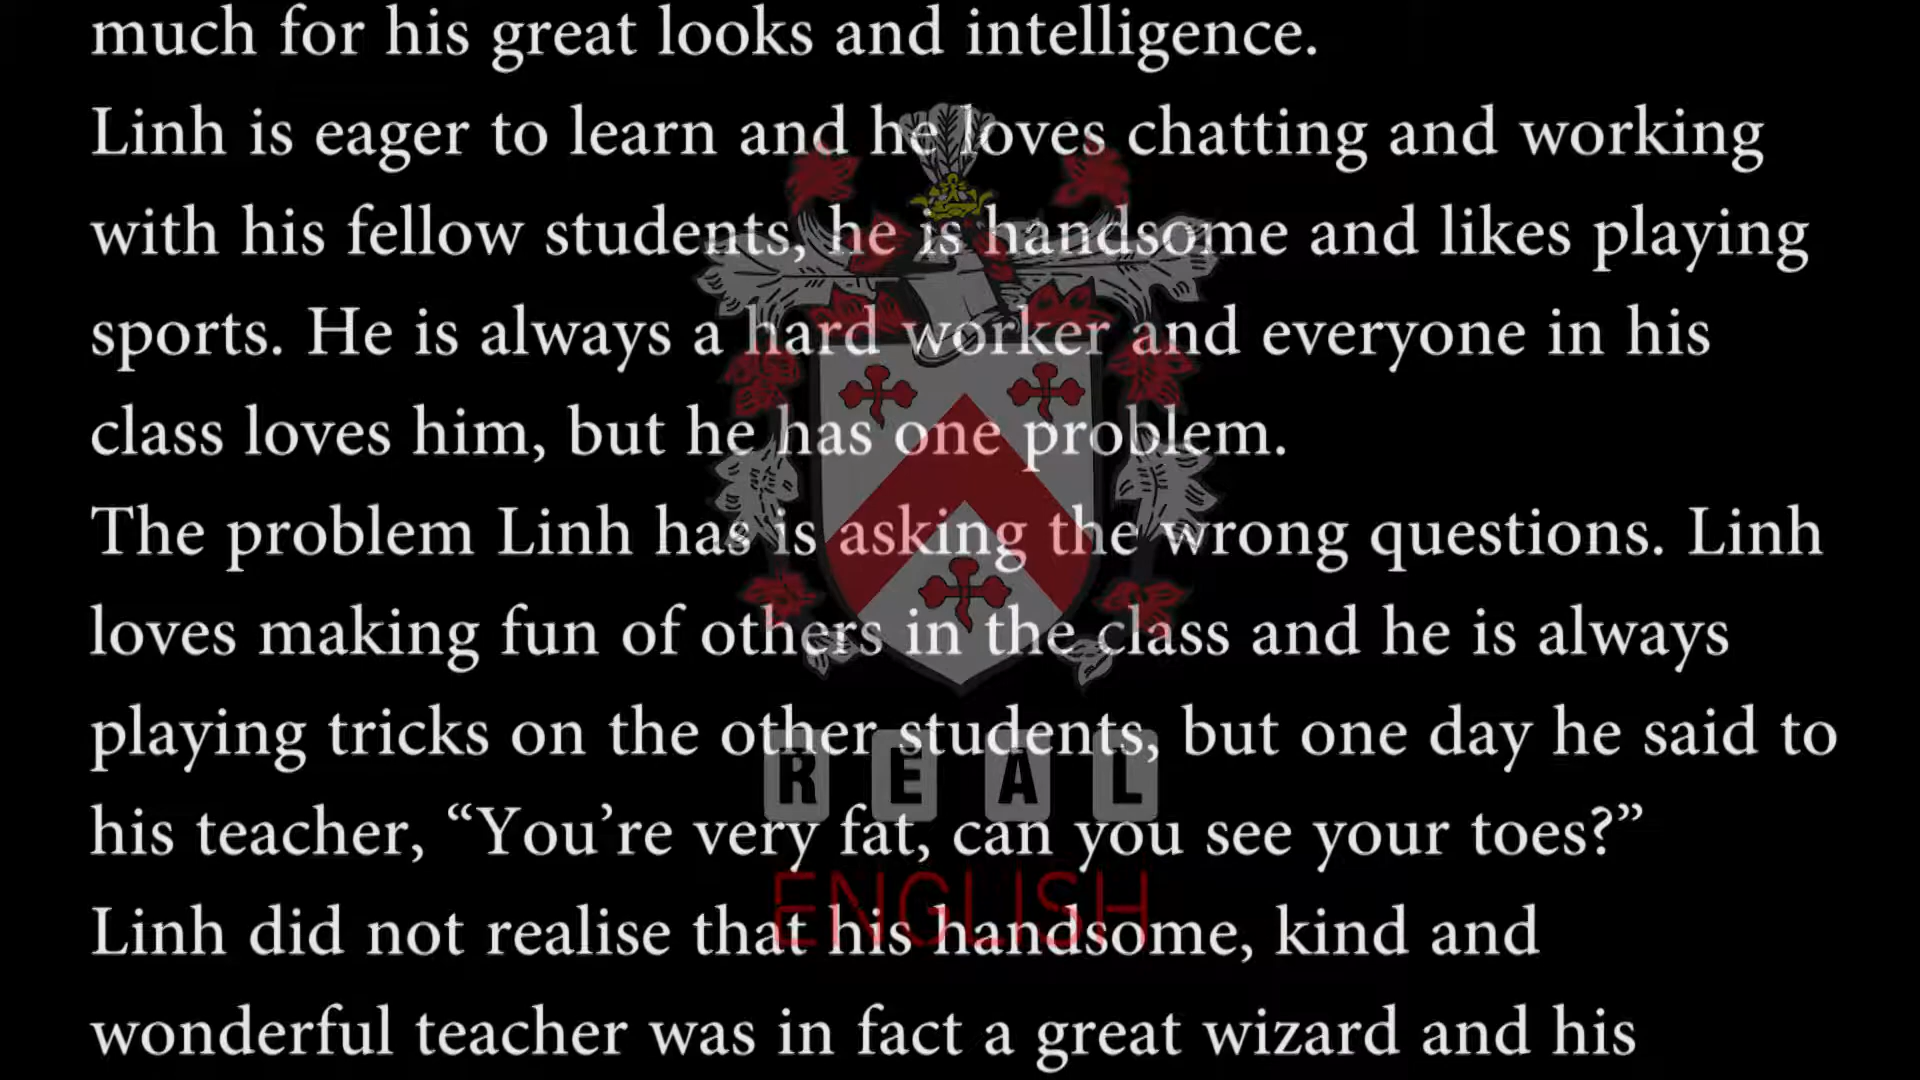 much for his great looks and intelligence.
Linh is eager to learn and he loves chatting and working
with his fellow students, he is handsome and likes playing
sports. He is always a hard worker and everyone in his
class loves him, but he has one problem.
The problem Linh has is asking the wrong questions. Linh
loves making fun of others in the class and he is always
playing tricks on the other students, but one day he said to
REAL
his teacher, “You’re very fat, can you see your toes?”
ENGLISH
Linh did not realise that his handsome, kind and
wonderful teacher was in fact a great wizard and his